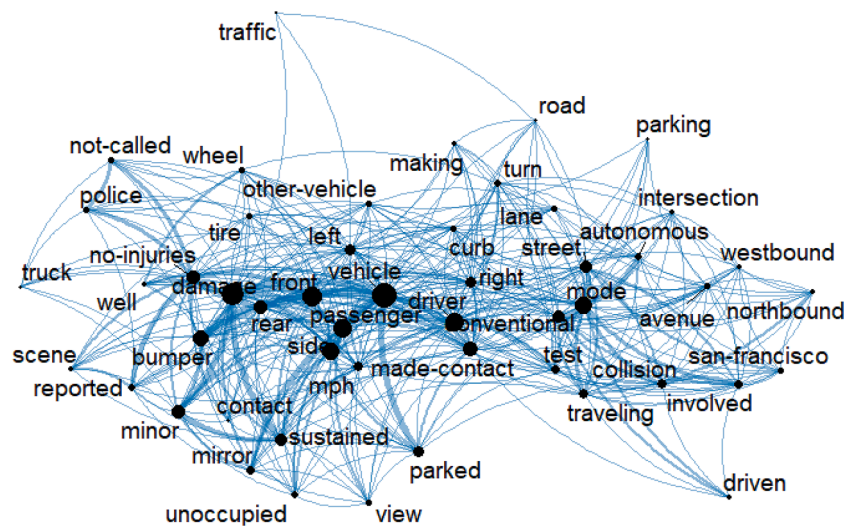 traffic
road
parking
not-called
wheel
making
turn
police
other-vehicle
intersection
lane
autonomous
tire
left
curb
street
westbound
no-injuries
truck
well
damage
front
vehicle
right
mode
northbound
avenue
driver
rear
passenger
conventional
scene
bumper
side
made-contact
test
san-francisco
reported
mph
collision
contact
traveling
involved
minor
sustained
mirror
parked
driven
unoccupied
view